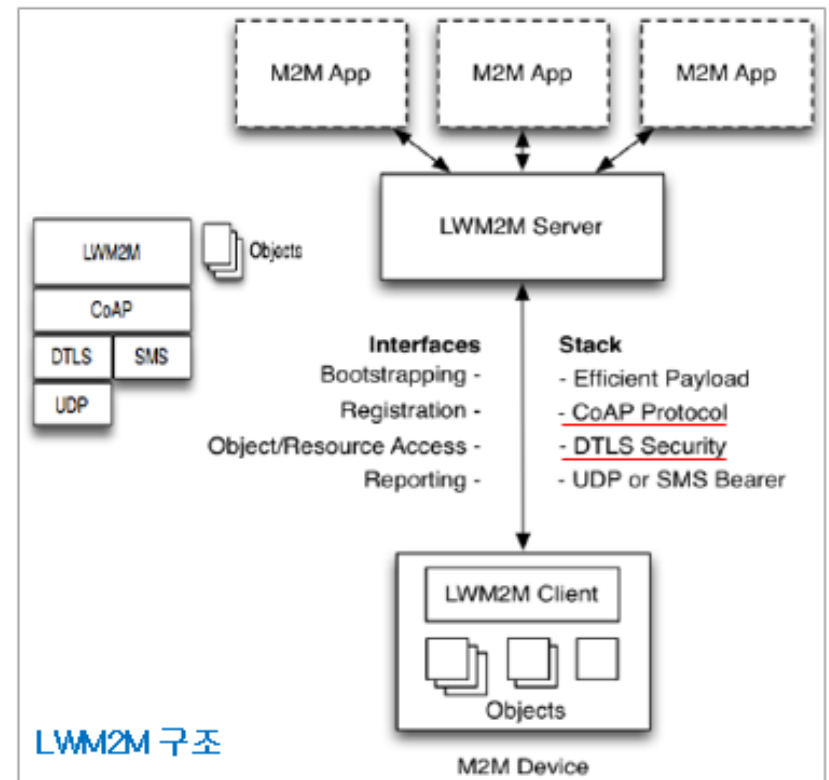 M2M App
M2M App
M2M App
LWM2M Server
LWM2M
Objects
CoAP
DTLS
SMS
UDP
Interfaces
Bootstrapping -
Registration -
Object/Resource Access -
Reporting -
Stack
- Efficient Payload
- CoAP Protocol
- DTLS Security
- UDP or SMS Bearer
LWM2M Client
Objects
LWM2M 구조
M2M Device